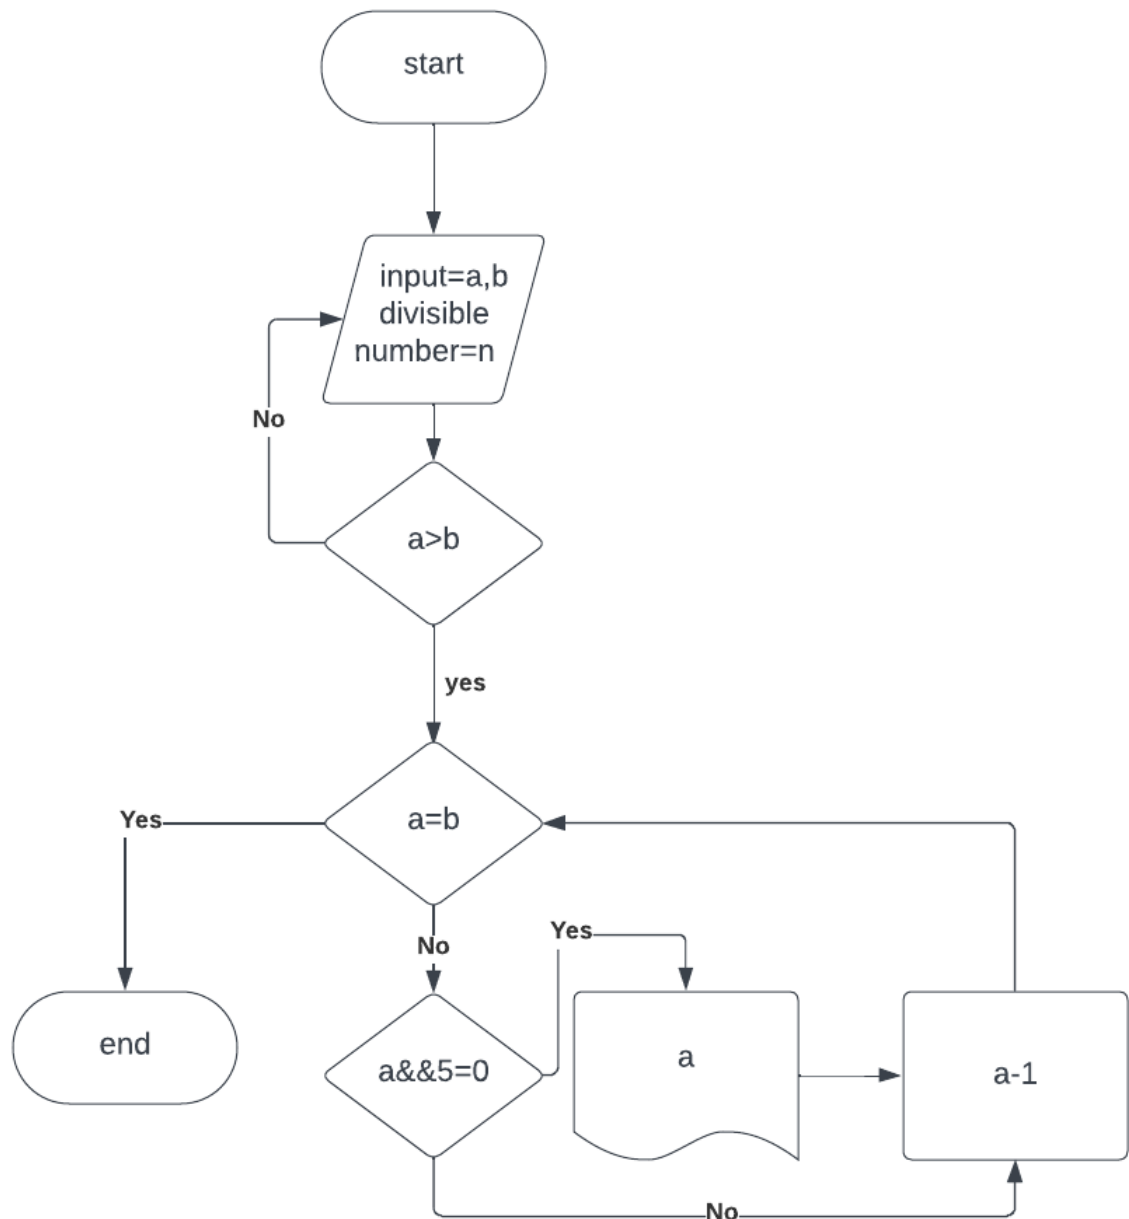 start
input=a,b
divisible
number=n
No
a>b
yes
Yes
a=b
No
Yes
end
a&&5=0
a
a-1
No